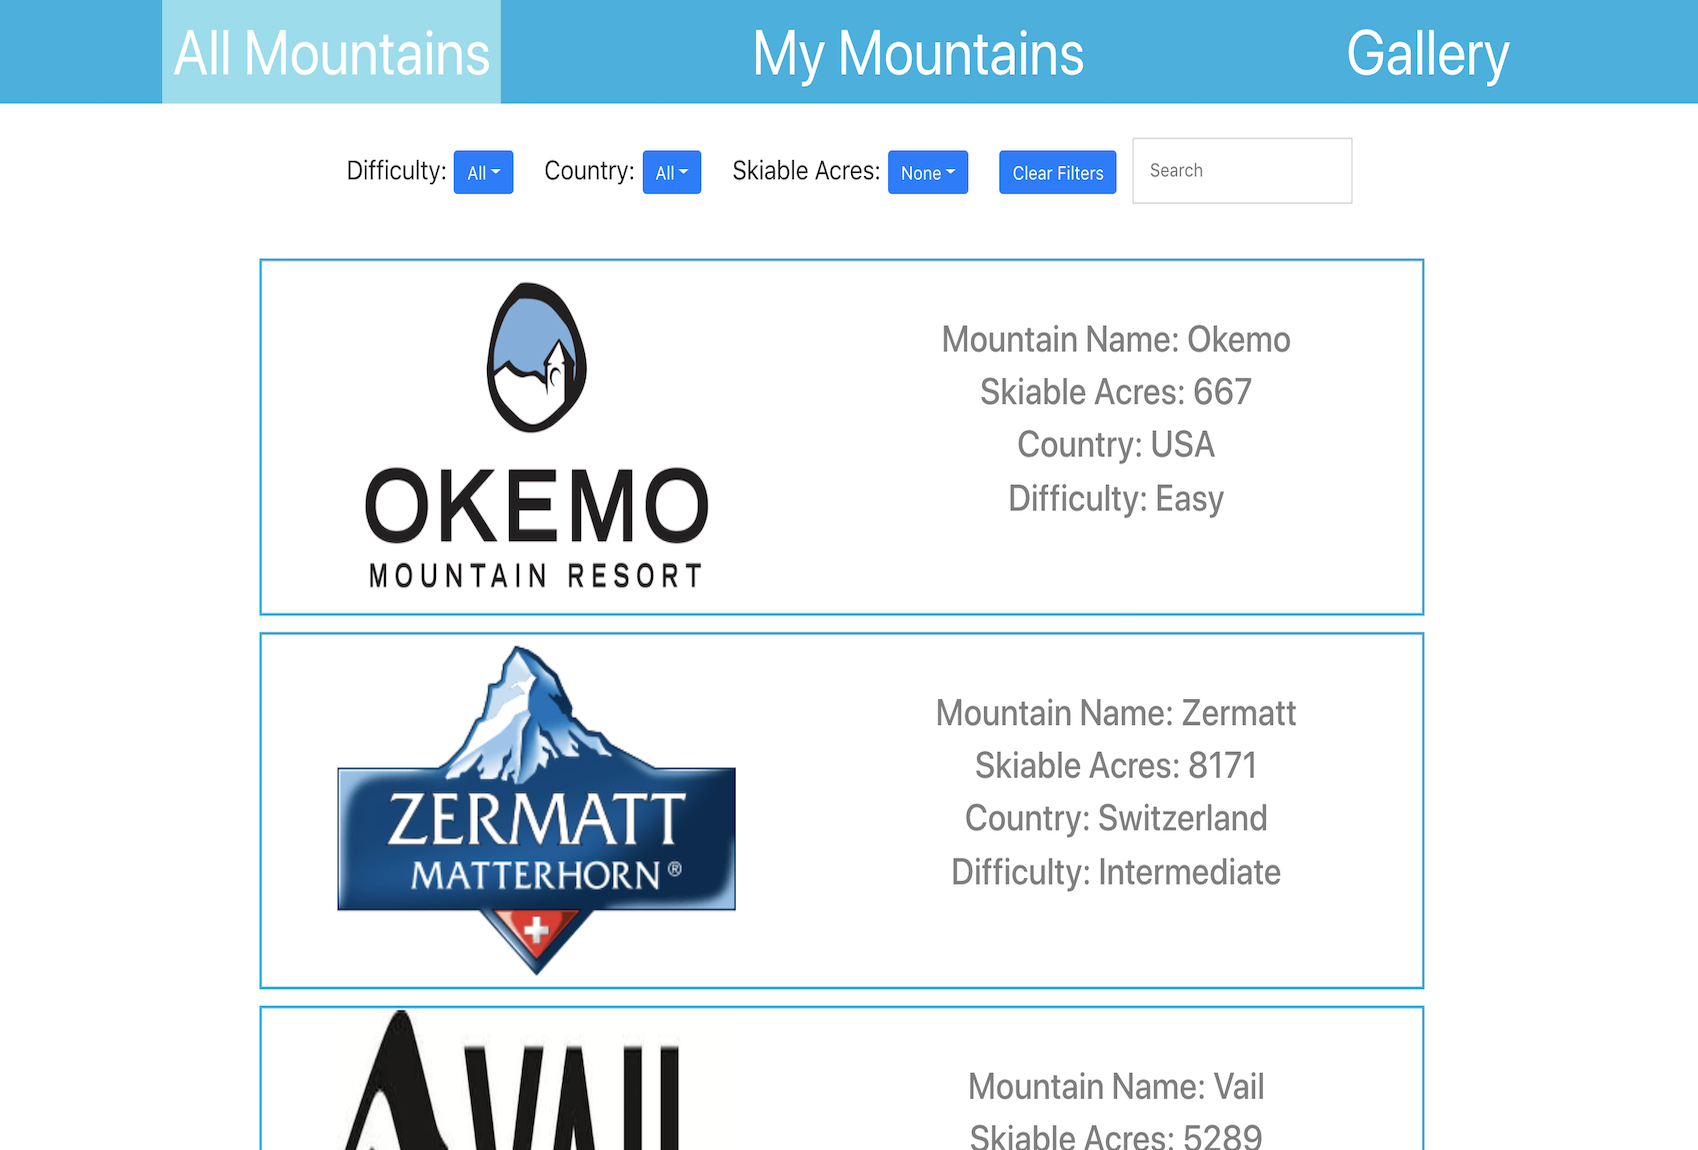 All Mountains My Mountains Gallery
Difficulty: All Country: All Skiable Acres: None Clear Filters Search
OKEMO
MOUNTAIN RESORT
Mountain Name: Okemo
Skiable Acres: 667
Country: USA
Difficulty: Easy
ZERMATT
MATTERHORN®
Mountain Name: Zermatt
Skiable Acres: 8171
Country: Switzerland
Difficulty: Intermediate
VAIL
Mountain Name: Vail
Skiable Acres: 5289